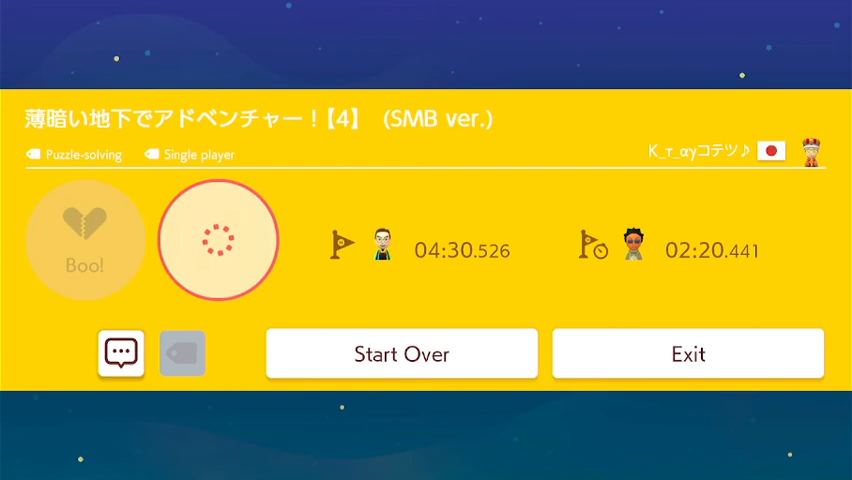 薄暗い地下でアドベンチャー！【4】 (SMB ver.)
Puzzle-solving Single player K_τ_αyコテツ♪
Boo! 04:30.526 02:20.441
Start Over Exit